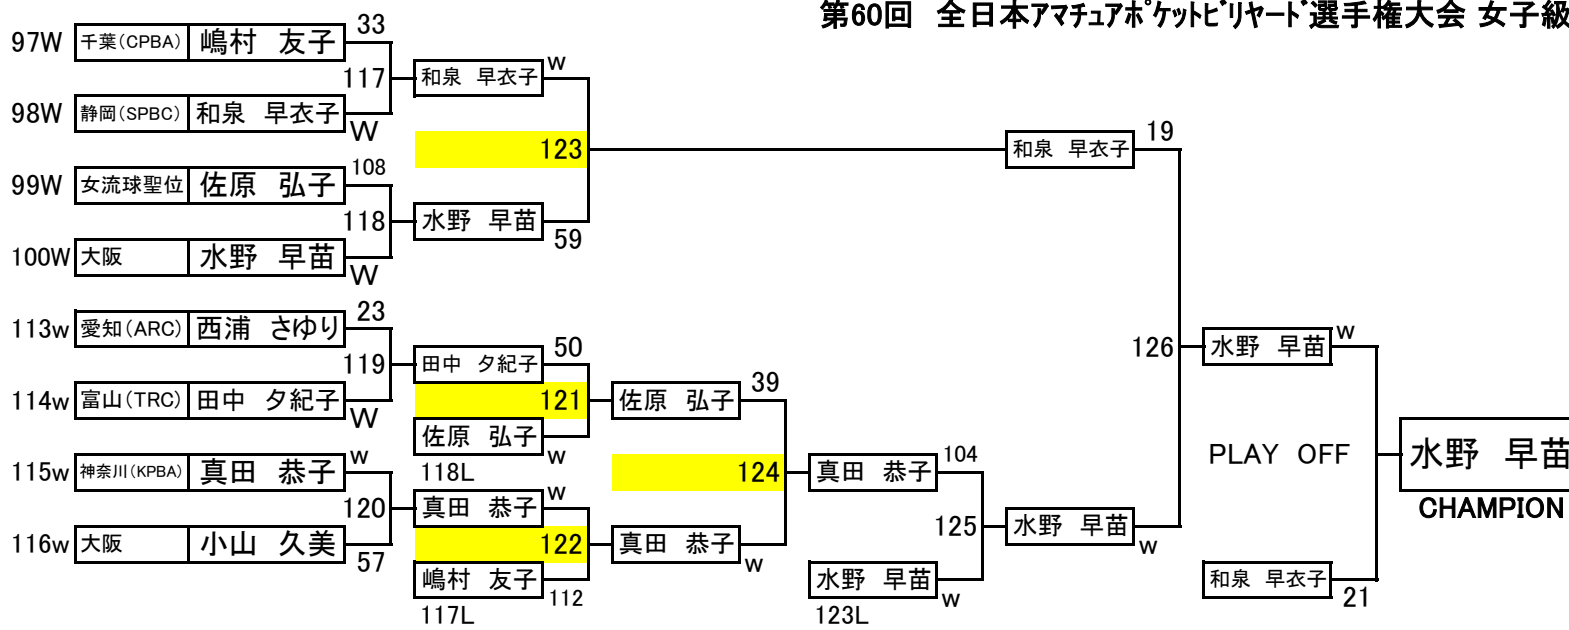 第60回 全日本アマチュアポケットビリヤード選手権大会 女子級
97W 千葉(CPBA) 嶋村 友子 33
117 和泉 早衣子 w
98W 静岡(SPBC) 和泉 早衣子 W
123 和泉 早衣子 19
99W 女流球聖位 佐原 弘子 108
118 水野 早苗 59
100W 大阪 水野 早苗 W
113w 愛知(ARC) 西浦 さゆり 23
119 田中 夕紀子 50
126 水野 早苗 w
114w 富山(TRC) 田中 夕紀子 W
121 佐原 弘子 39
佐原 弘子 w
118L
115w 神奈川(KPBA) 真田 恭子 w
124 真田 恭子 104
PLAY OFF
水野 早苗
CHAMPION
120 真田 恭子 w
125 水野 早苗 w
116w 大阪 小山 久美 57
122 真田 恭子 w
嶋村 友子 112
117L
水野 早苗 w
123L
和泉 早衣子 21